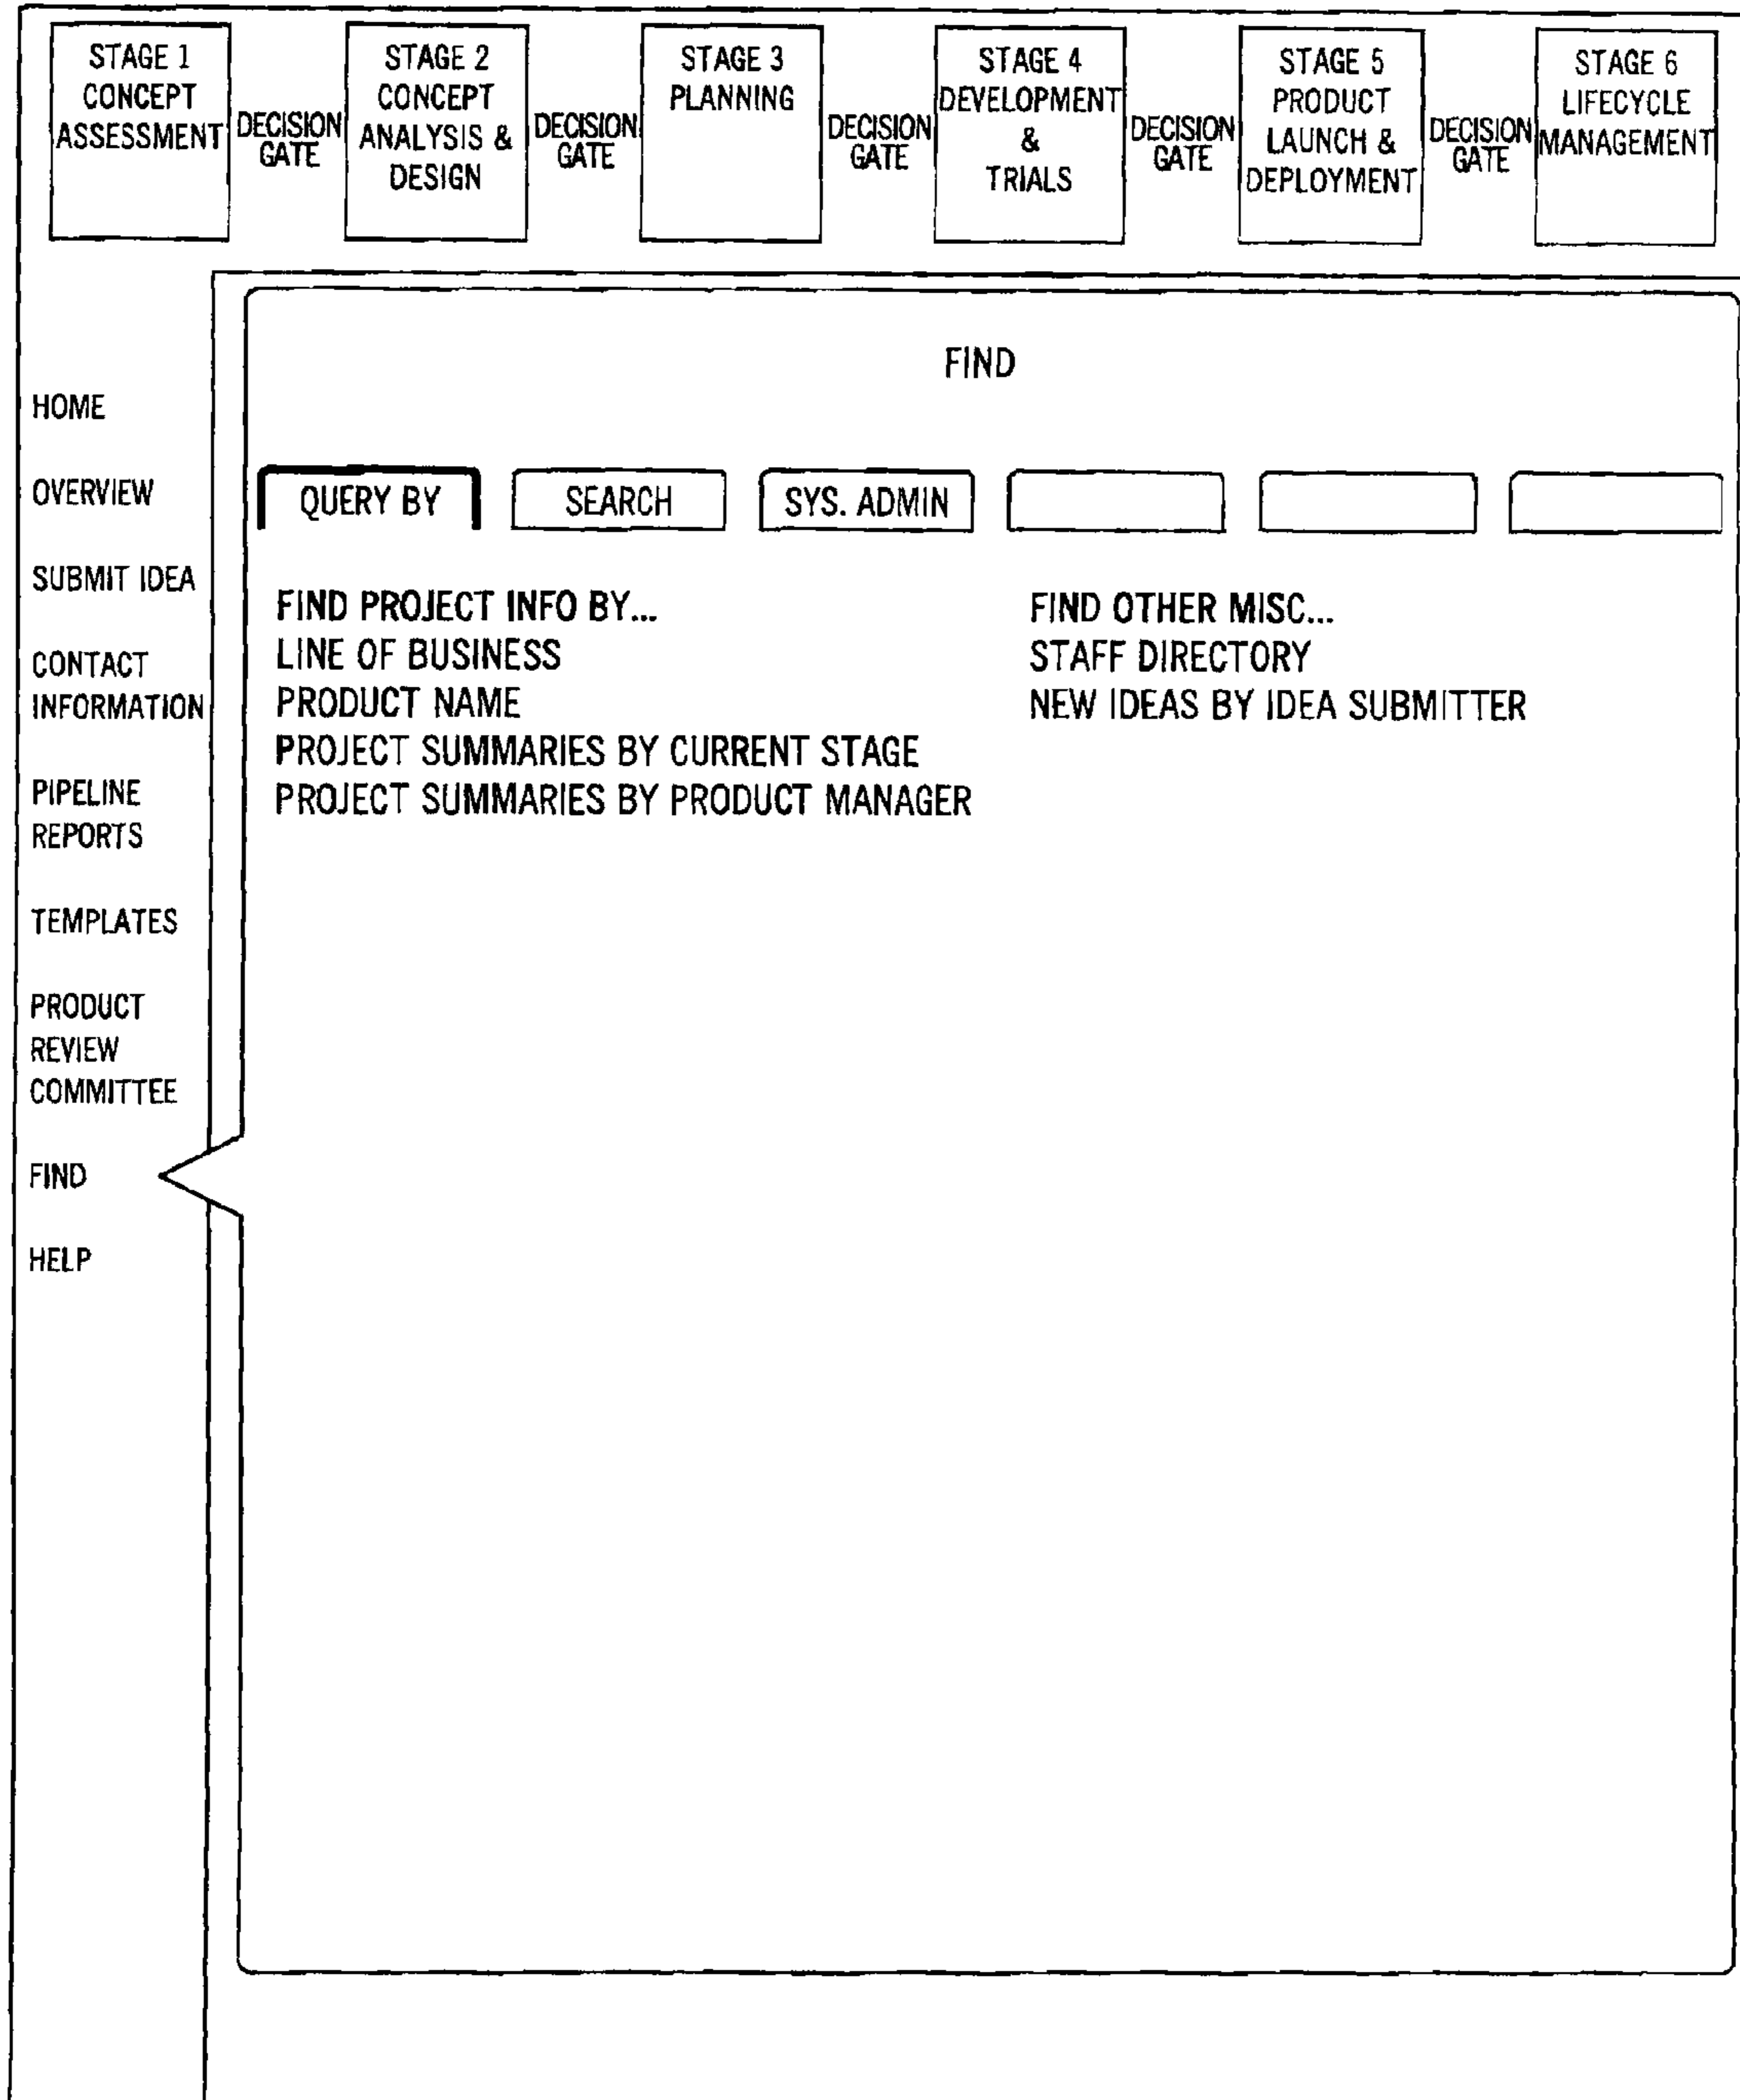 STAGE 1
CONCEPT
ASSESSMENT
DECISION
GATE
STAGE 2
CONCEPT
ANALYSIS &
DESIGN
DECISION
GATE
STAGE 3
PLANNING
DECISION
GATE
STAGE 4
DEVELOPMENT
&
TRIALS
DECISION
GATE
STAGE 5
PRODUCT
LAUNCH &
DEPLOYMENT
DECISION
GATE
STAGE 6
LIFECYCLE
MANAGEMENT
HOME
OVERVIEW
SUBMIT IDEA
CONTACT
INFORMATION
PIPELINE
REPORTS
TEMPLATES
PRODUCT
REVIEW
COMMITTEE
FIND
HELP
FIND
QUERY BY
SEARCH
SYS. ADMIN
FIND PROJECT INFO BY...
LINE OF BUSINESS
PRODUCT NAME
PROJECT SUMMARIES BY CURRENT STAGE
PROJECT SUMMARIES BY PRODUCT MANAGER
FIND OTHER MISC...
STAFF DIRECTORY
NEW IDEAS BY IDEA SUBMITTER